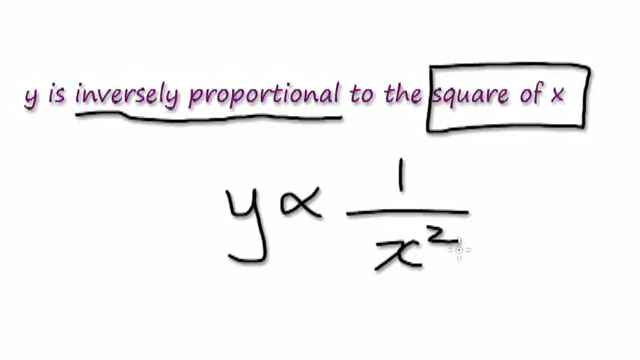 y is inversely proportional to the square of x
y ∝ 1/x²